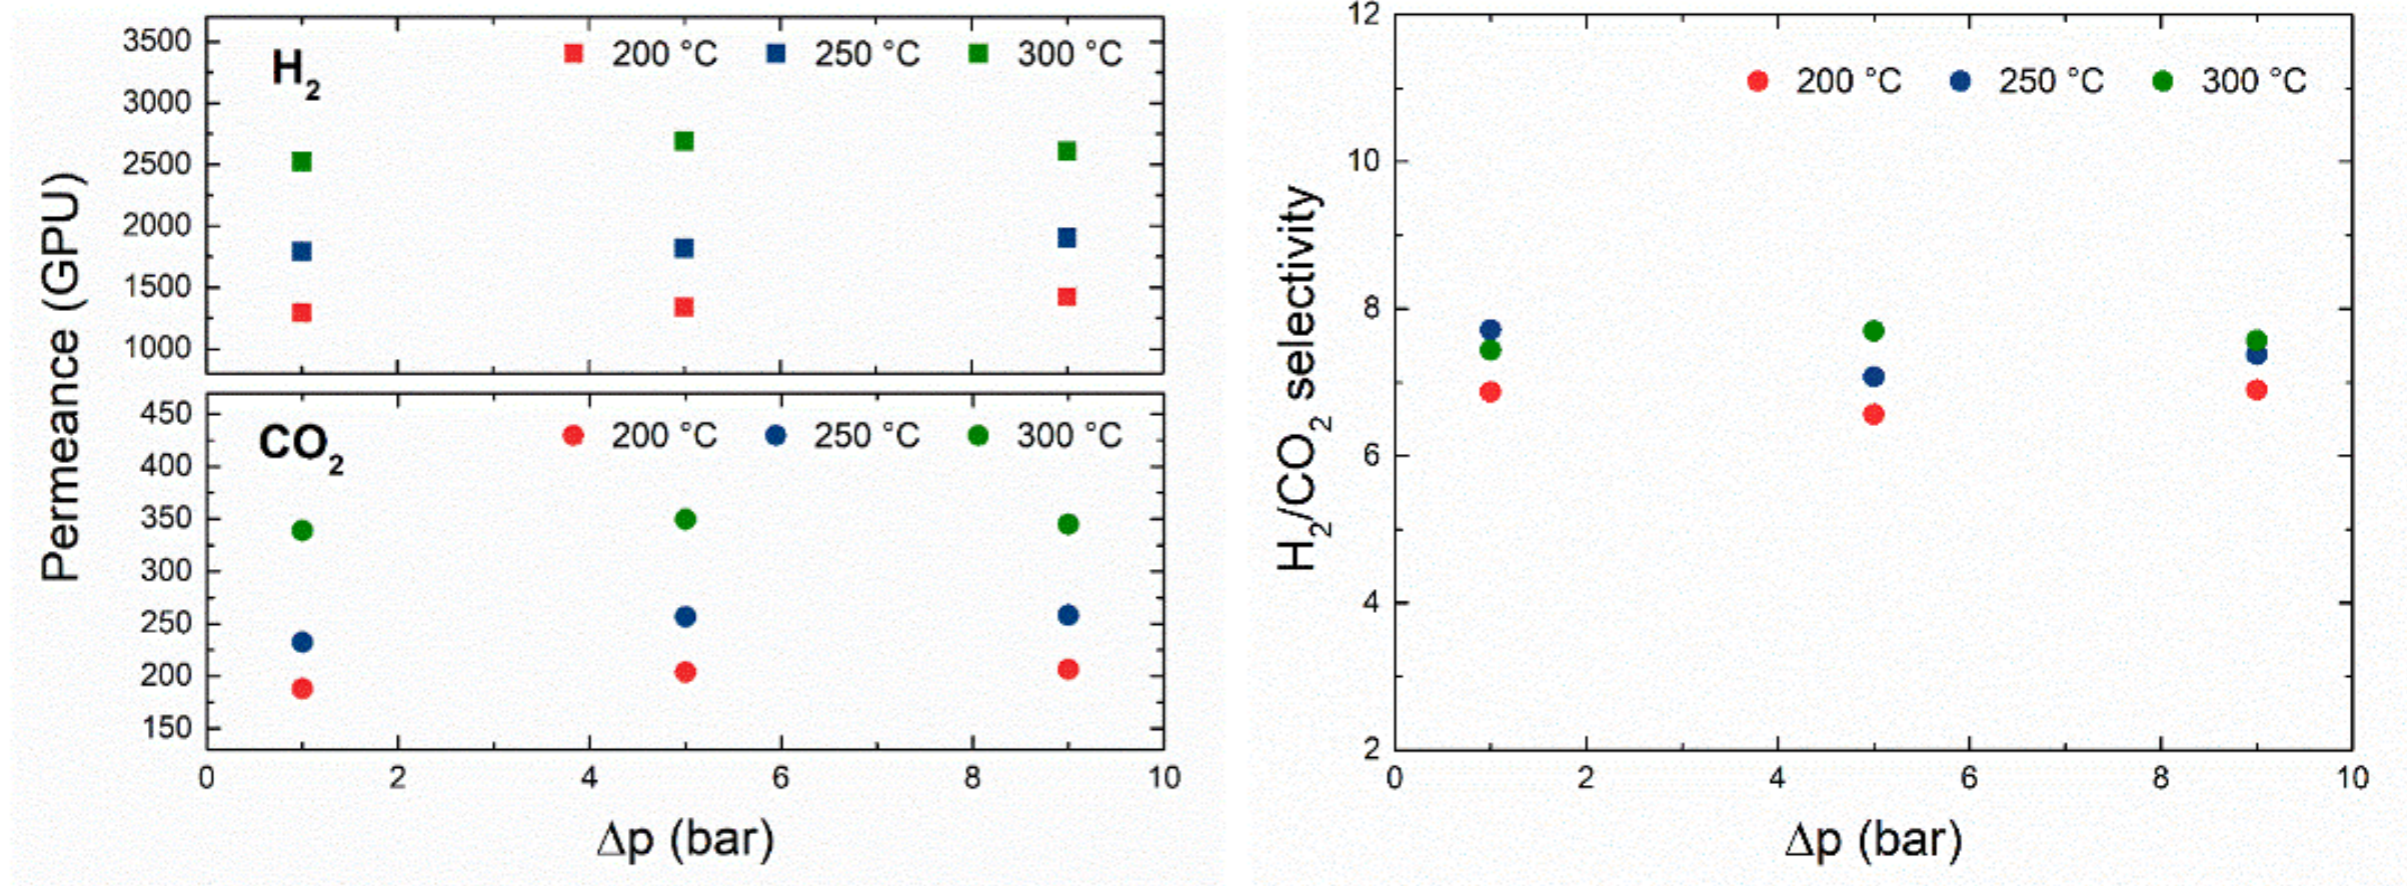 Permeance (GPU)
3500
3000
2500
2000
1500
1000
H2
200 °C 250 °C 300 °C
450
400
350
300
250
200
150
CO2
200 °C 250 °C 300 °C
0 2 4 6 8 10
Δp (bar)
H2/CO2 selectivity
12
10
8
6
4
2
200 °C 250 °C 300 °C
0 2 4 6 8 10
Δp (bar)